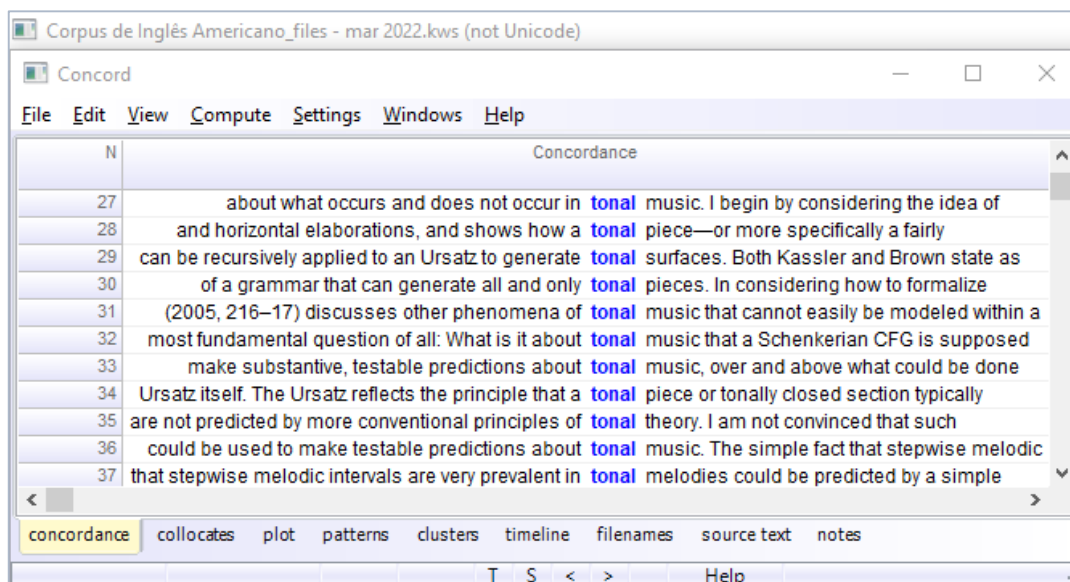 Corpus de Inglês Americano_files - mar 2022.kws (not Unicode)
Concord
File Edit View Compute Settings Windows Help
N Concordance
27 about what occurs and does not occur in tonal music. I begin by considering the idea of
28 and horizontal elaborations, and shows how a tonal piece—or more specifically a fairly
29 can be recursively applied to an Ursatz to generate tonal surfaces. Both Kassler and Brown state as
30 of a grammar that can generate all and only tonal pieces. In considering how to formalize
31 (2005, 216–17) discusses other phenomena of tonal music that cannot easily be modeled within a
32 most fundamental question of all: What is it about tonal music that a Schenkerian CFG is supposed
33 make substantive, testable predictions about tonal music, over and above what could be done
34 Ursatz itself. The Ursatz reflects the principle that a tonal piece or tonally closed section typically
35 are not predicted by more conventional principles of tonal theory. I am not convinced that such
36 could be used to make testable predictions about tonal music. The simple fact that stepwise melodic
37 that stepwise melodic intervals are very prevalent in tonal melodies could be predicted by a simple
concordance collocates plot patterns clusters timeline filenames source text notes
T S < > Help